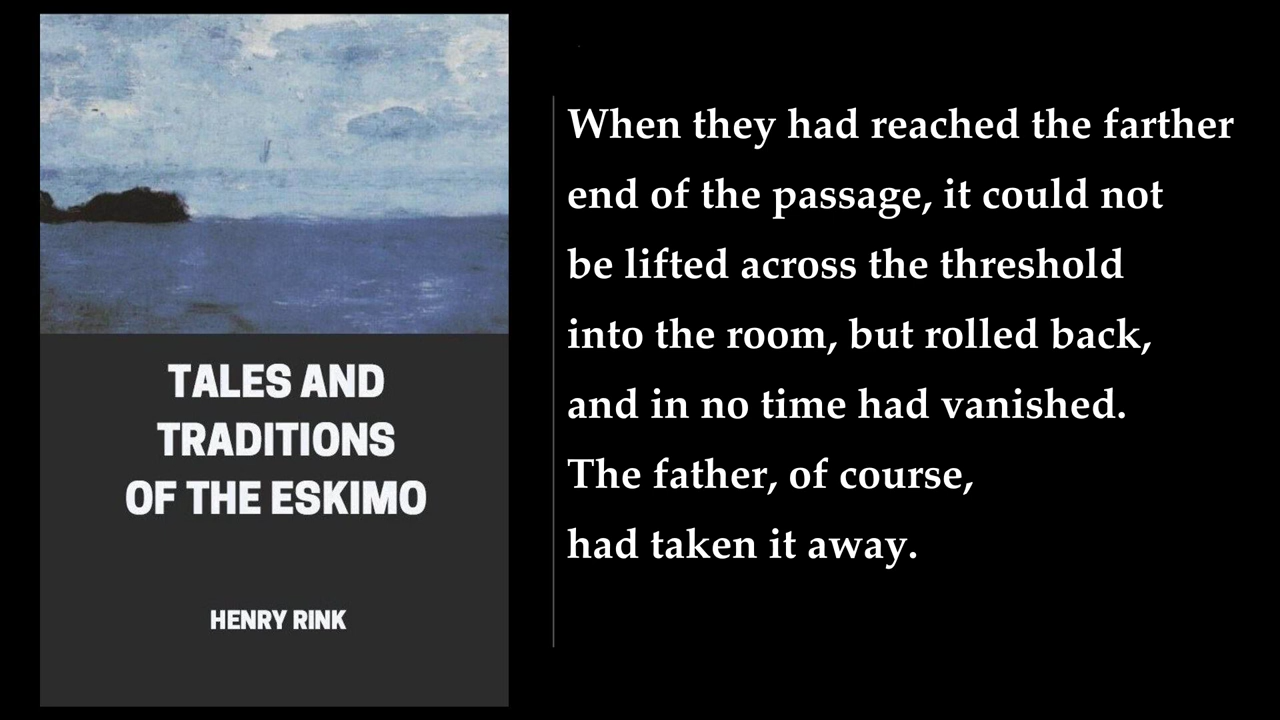 TALES AND
TRADITIONS
OF THE ESKIMO
HENRY RINK
When they had reached the farther
end of the passage, it could not
be lifted across the threshold
into the room, but rolled back,
and in no time had vanished.
The father, of course,
had taken it away.